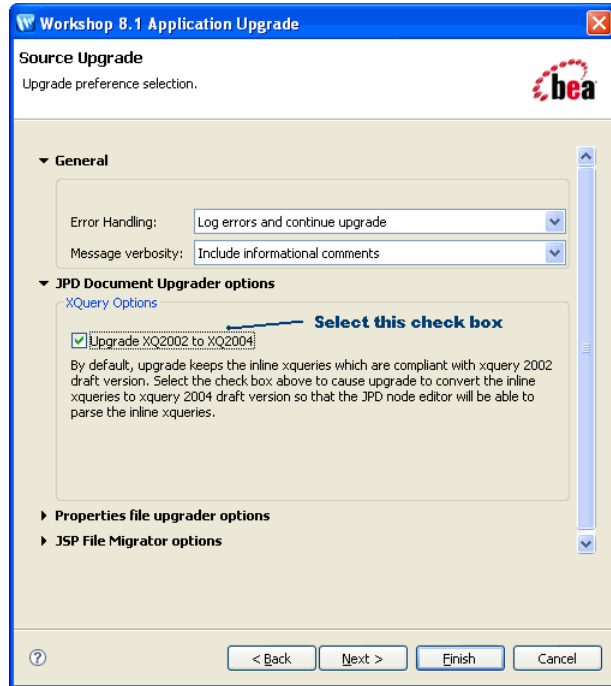 Workshop 8.1 Application Upgrade
Source Upgrade
Upgrade preference selection.
bea
General
Error Handling: Log errors and continue upgrade
Message verbosity: Include informational comments
JPD Document Upgrader options
XQuery Options
Select this check box
Upgrade XQ2002 to XQ2004
By default, upgrade keeps the inline xqueries which are compliant with xquery 2002
draft version. Select the check box above to cause upgrade to convert the inline
xqueries to xquery 2004 draft version so that the JPD node editor will be able to
parse the inline xqueries.
Properties file upgrader options
JSP File Migrator options
? < Back Next > Finish Cancel